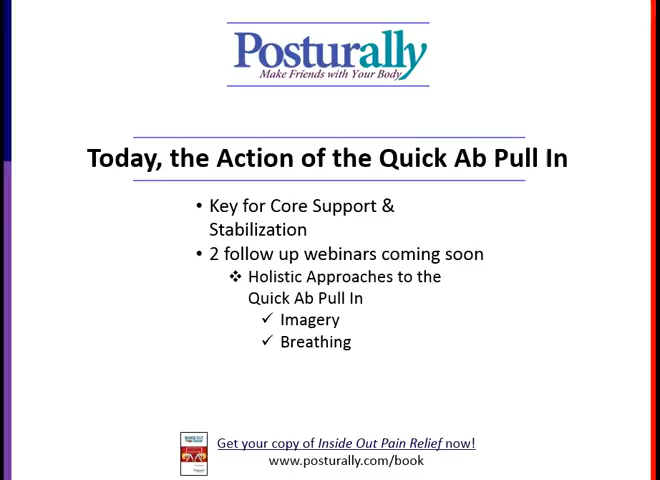 Posturally
Make Friends with Your Body
Today, the Action of the Quick Ab Pull In
• Key for Core Support &
Stabilization
• 2 follow up webinars coming soon
❖ Holistic Approaches to the
Quick Ab Pull In
✓ Imagery
✓ Breathing
INSIDE OUT
Get your copy of Inside Out Pain Relief now!
www.posturally.com/book